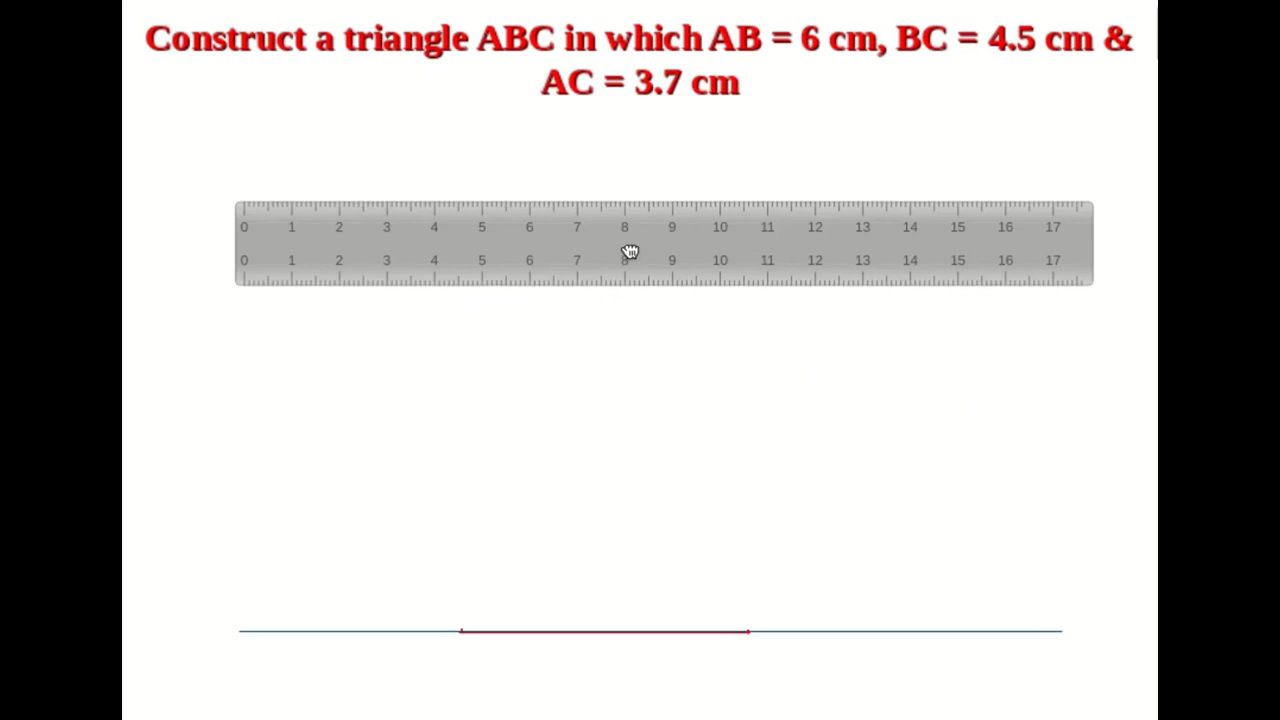 Construct a triangle ABC in which AB = 6 cm, BC = 4.5 cm &
AC = 3.7 cm
0 1 2 3 4 5 6 7 8 9 10 11 12 13 14 15 16 17
0 1 2 3 4 5 6 7 8 9 10 11 12 13 14 15 16 17